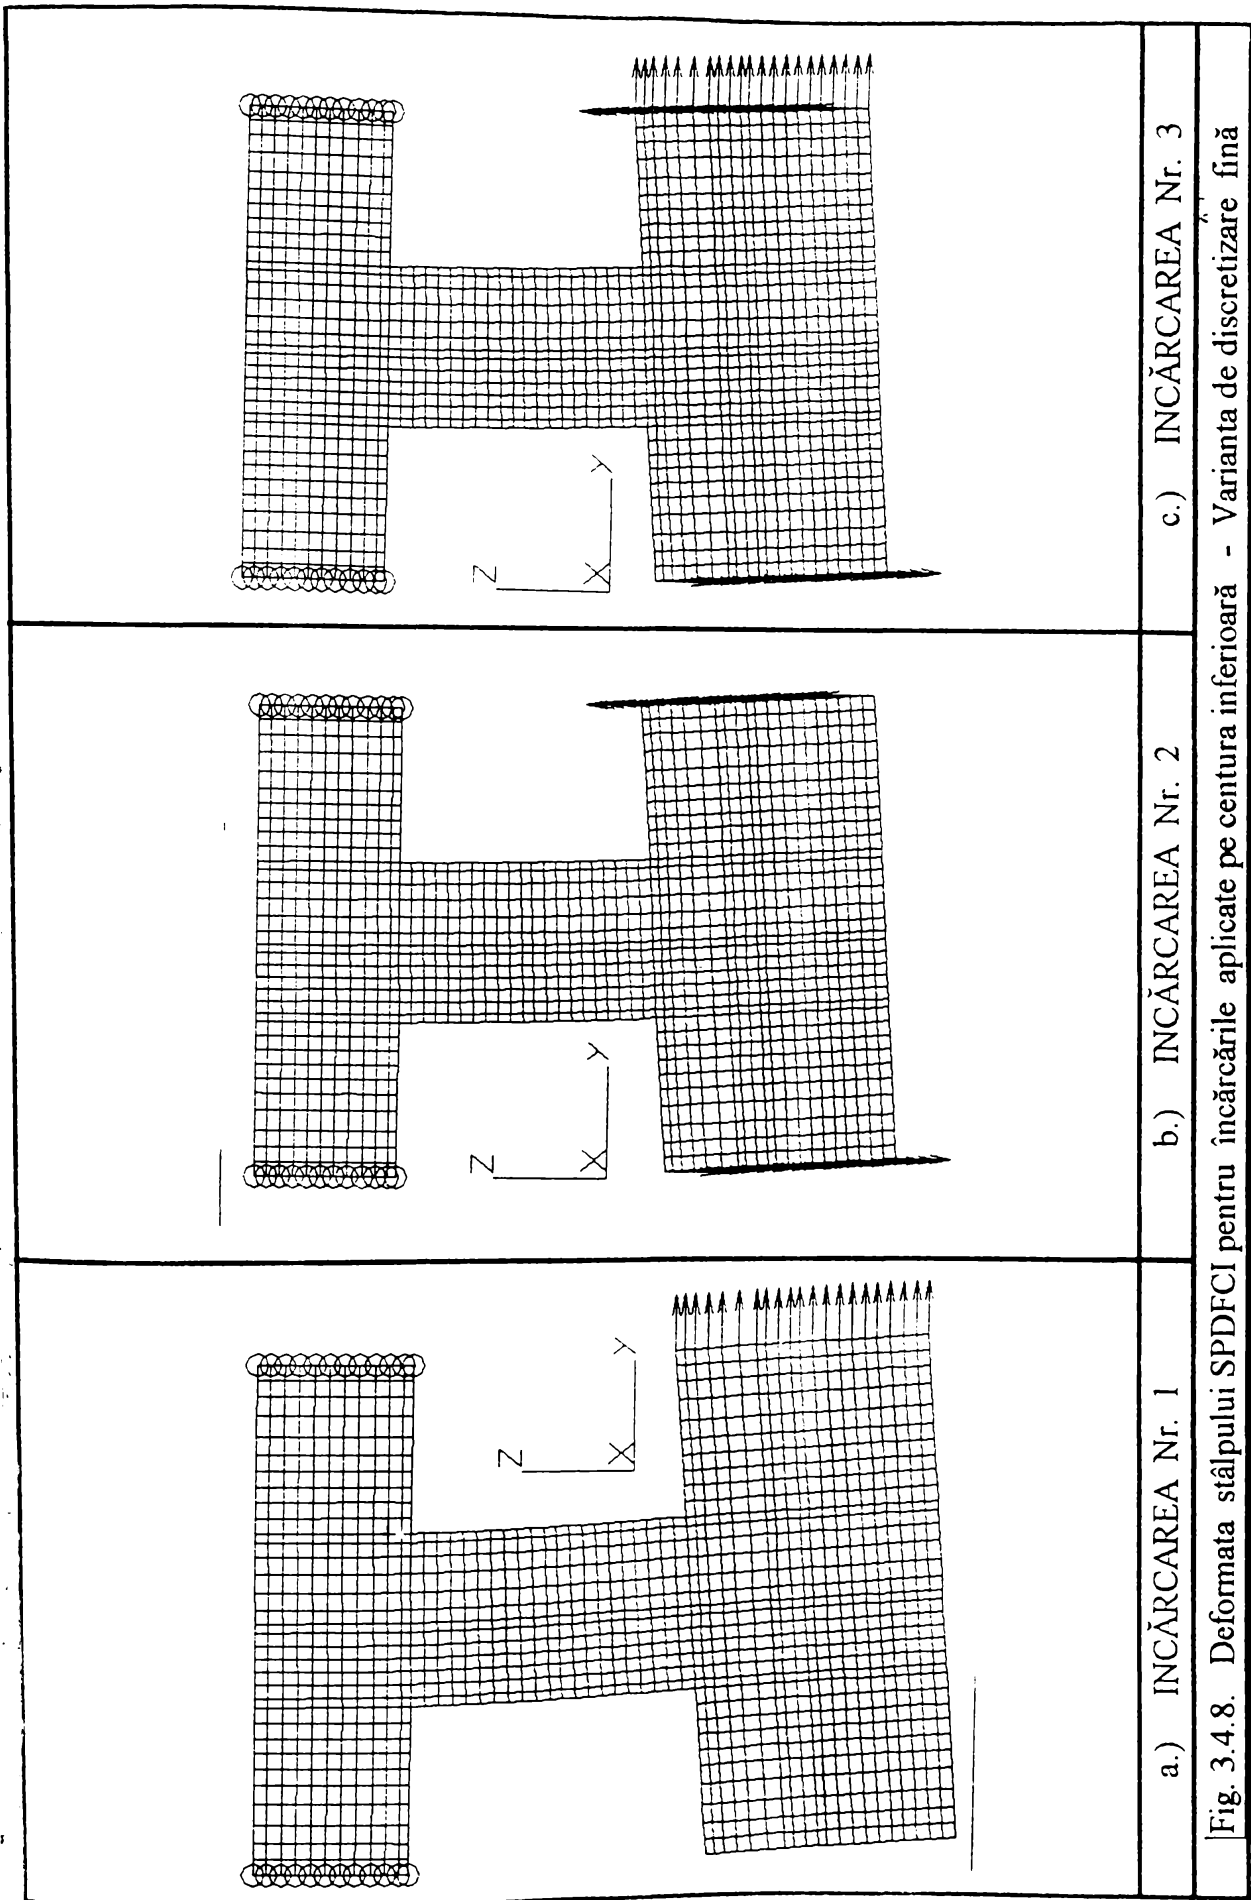 Z
X
Y
Z
X
Y
Z
X
Y
a.) INCĂRCAREA Nr. 1
b.) INCĂRCAREA Nr. 2
c.) INCĂRCAREA Nr. 3
Fig. 3.4.8. Deformata stâlpului SPDFCI pentru încărcările aplicate pe centura inferioară - Varianta de discretizare fină